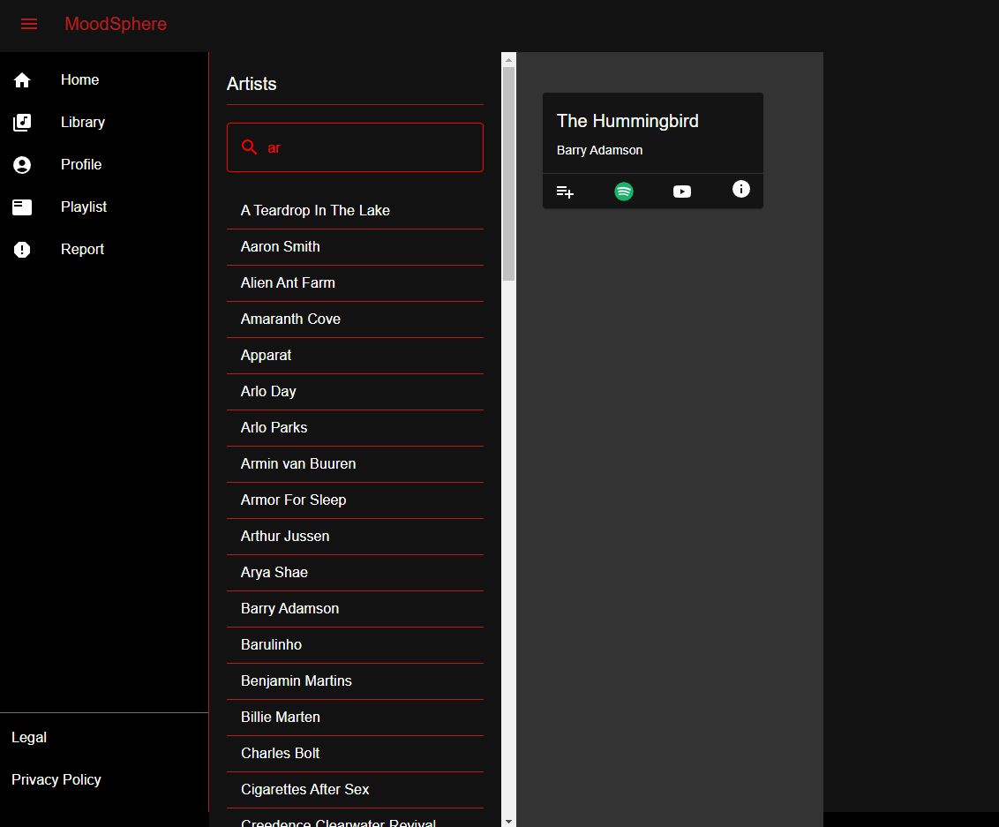 MoodSphere
Home
Library
Profile
Playlist
Report
Legal
Privacy Policy
Artists
ar
A Teardrop In The Lake
Aaron Smith
Alien Ant Farm
Amaranth Cove
Apparat
Arlo Day
Arlo Parks
Armin van Buuren
Armor For Sleep
Arthur Jussen
Arya Shae
Barry Adamson
Barulinho
Benjamin Martins
Billie Marten
Charles Bolt
Cigarettes After Sex
Creedence Clearwater Revival
The Hummingbird
Barry Adamson